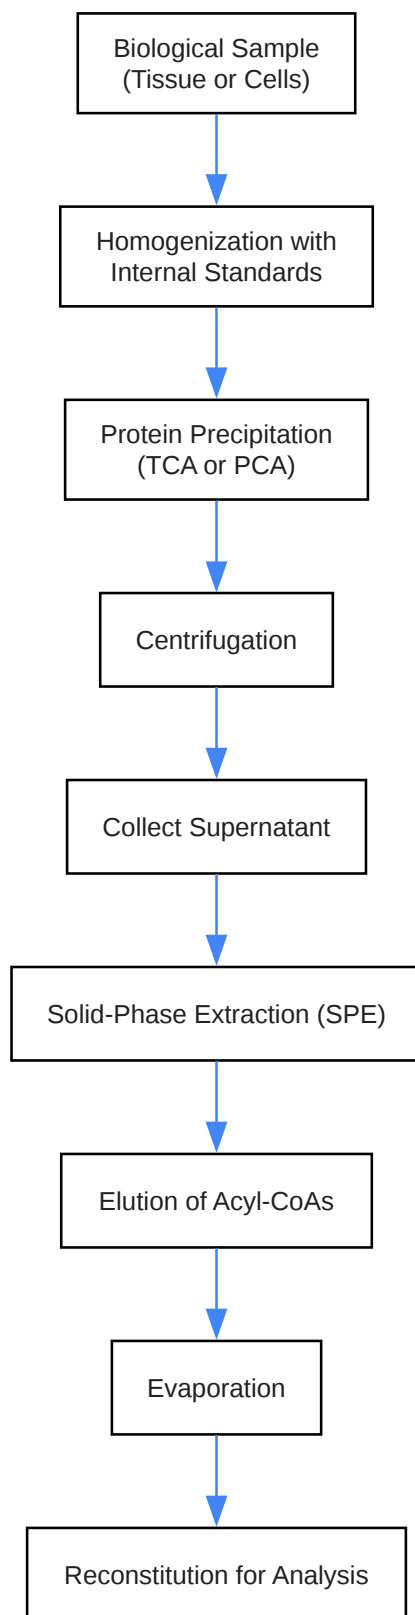 Biological Sample
(Tissue or Cells)
Homogenization with
Internal Standards
Protein Precipitation
(TCA or PCA)
Centrifugation
Collect Supernatant
Solid-Phase Extraction (SPE)
Elution of Acyl-CoAs
Evaporation
Reconstitution for Analysis